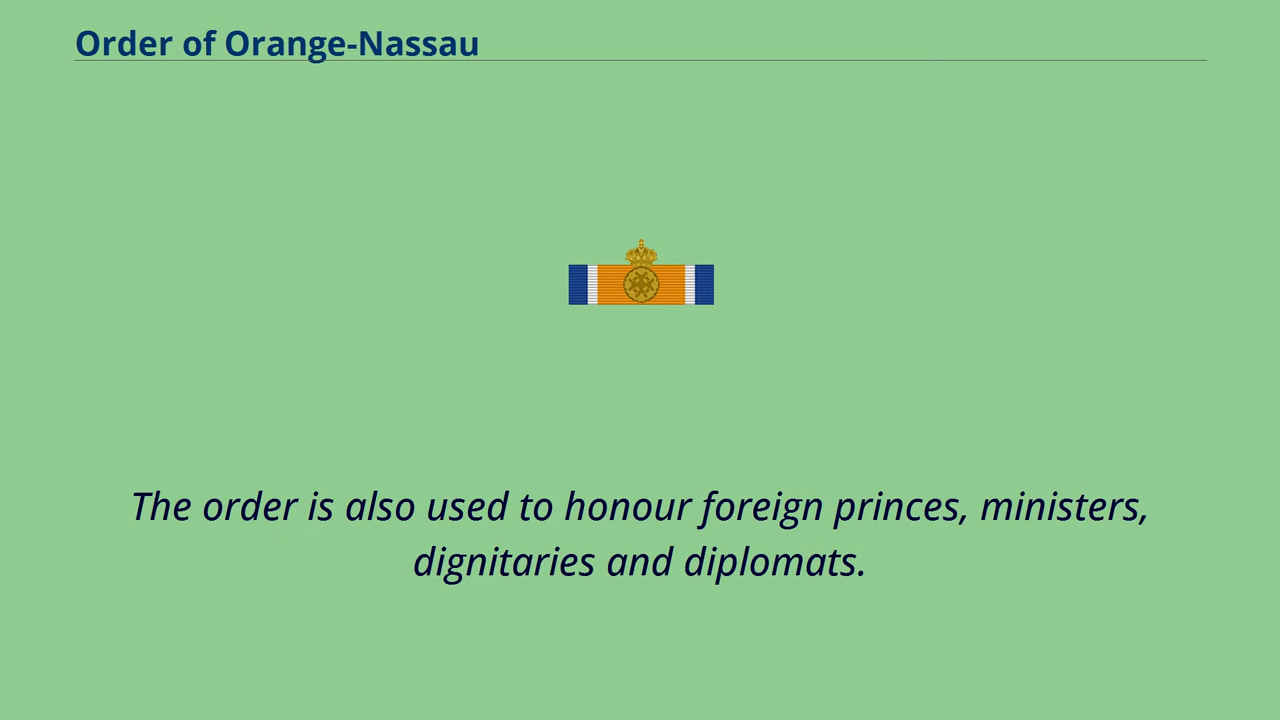 Order of Orange-Nassau
The order is also used to honour foreign princes, ministers,
dignitaries and diplomats.